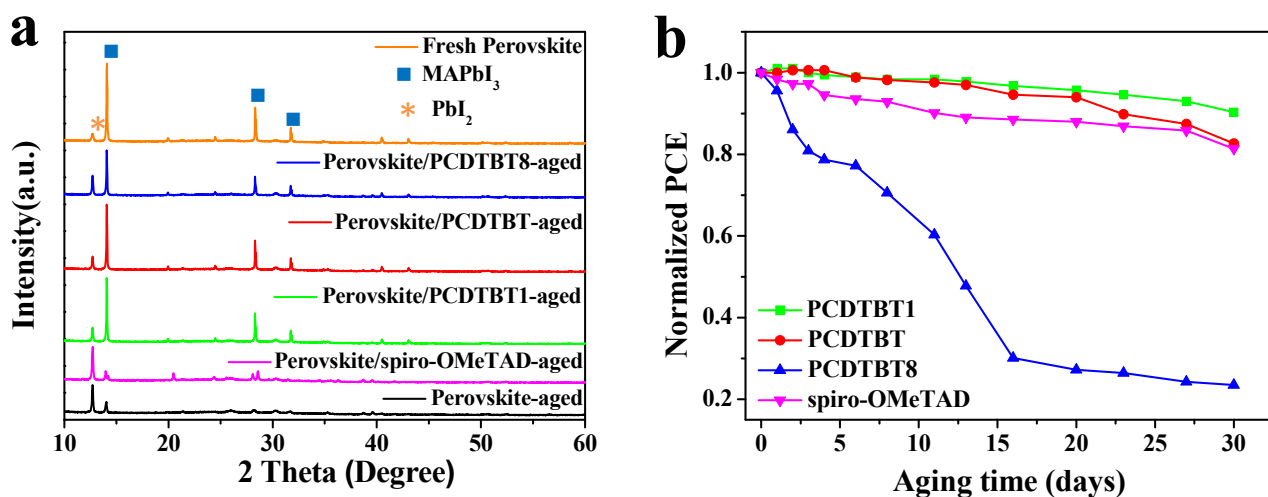 a
Fresh Perovskite
MAPbI3
PbI2
Perovskite/PCDTBT8-aged
Perovskite/PCDTBT-aged
Perovskite/PCDTBT1-aged
Perovskite/spiro-OMeTAD-aged
Perovskite-aged
Intensity(a.u.)
10 20 30 40 50 60
2 Theta (Degree)
b
1.0
0.8
0.6
0.4
0.2
Normalized PCE
PCDTBT1
PCDTBT
PCDTBT8
spiro-OMeTAD
0 5 10 15 20 25 30
Aging time (days)